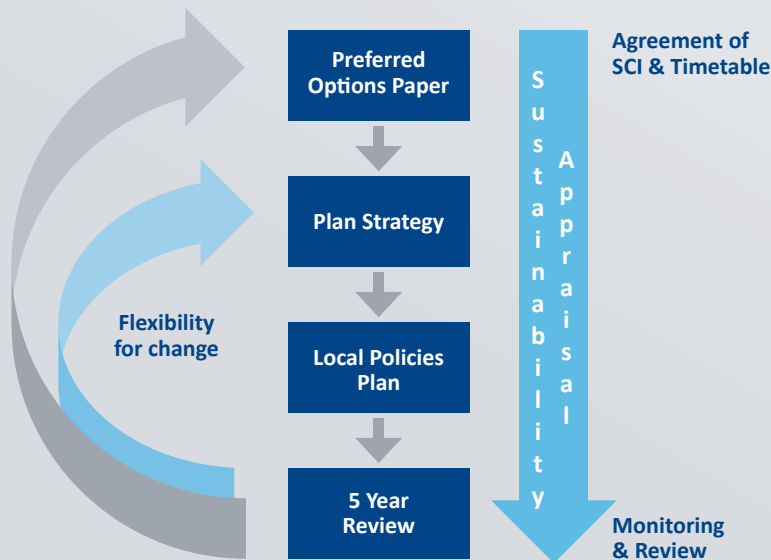 Preferred
Options Paper
Plan Strategy
Local Policies
Plan
5 Year
Review
Flexibility
for change
Sustainability
Appraisal
Agreement of
SCI & Timetable
Monitoring
& Review